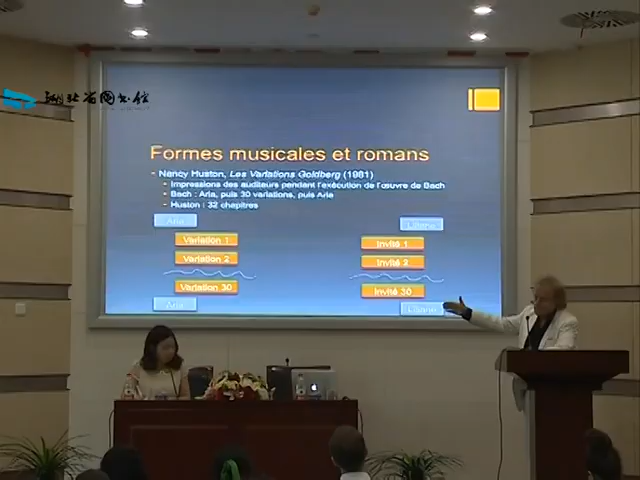 湖北省图书馆
Formes musicales et romans
Nancy Huston, Les Variations Goldberg (1981)
Impressions des auditeurs pendant l'exécution de l'œuvre de Bach
Bach : Aria, puis 30 variations, puis Aria
Huston : 32 chapitres
Aria
Liliane
Variation 1
Invité 1
Variation 2
Invité 2
Variation 30
Invité 30
Aria
Liliane